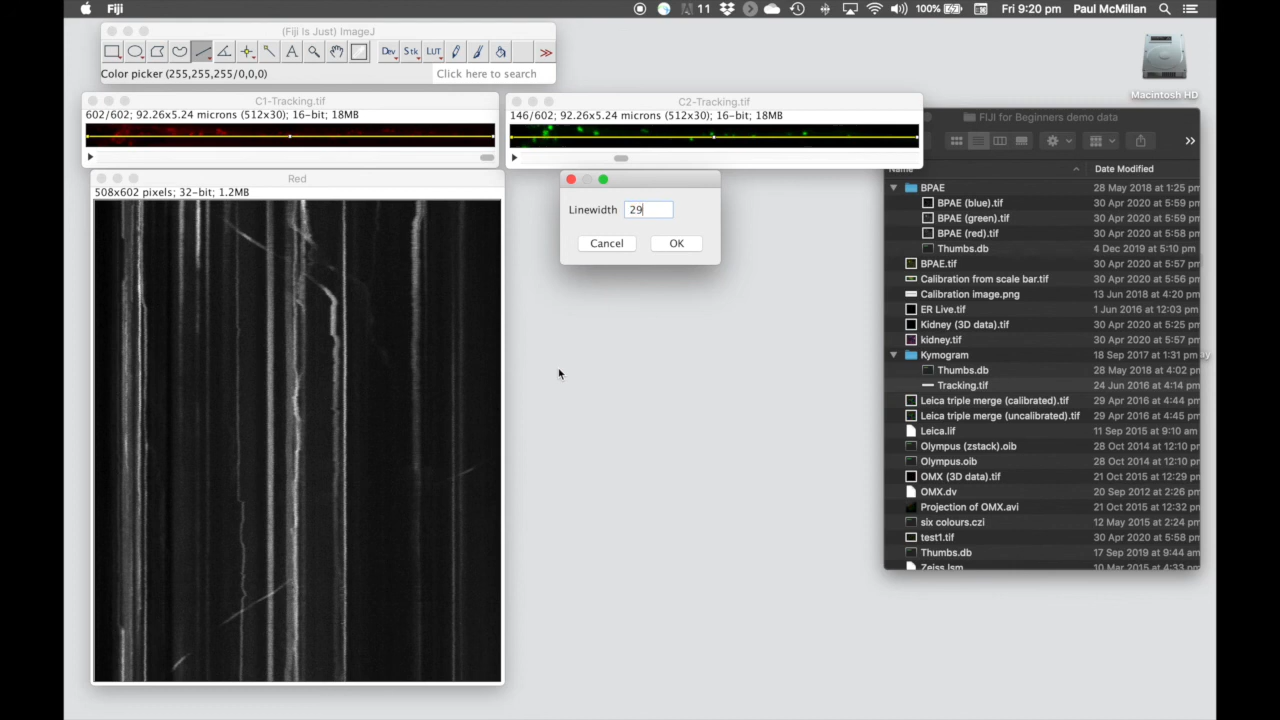 Fiji
11
100%
Fri 9:20 pm
Paul McMillan
(Fiji Is Just) ImageJ
Dev
Stk
LUT
Color picker (255,255,255/0,0,0)
Click here to search
Macintosh HD
C1-Tracking.tif
602/602; 92.26x5.24 microns (512x30); 16-bit; 18MB
C2-Tracking.tif
146/602; 92.26x5.24 microns (512x30); 16-bit; 18MB
Red
508x602 pixels; 32-bit; 1.2MB
Linewidth 29
Cancel
OK
FIJI for Beginners demo data
Name
Date Modified
BPAE 28 May 2018 at 1:25 pm
BPAE (blue).tif 30 Apr 2020 at 5:59 pm
BPAE (green).tif 30 Apr 2020 at 5:59 pm
BPAE (red).tif 30 Apr 2020 at 5:58 pm
Thumbs.db 4 Dec 2019 at 5:10 pm
BPAE.tif 30 Apr 2020 at 5:57 pm
Calibration from scale bar.tif 30 Apr 2020 at 5:56 pm
Calibration image.png 13 Jun 2018 at 4:20 pm
ER Live.tif 1 Jun 2016 at 12:03 pm
Kidney (3D data).tif 30 Apr 2020 at 5:25 pm
kidney.tif 30 Apr 2020 at 5:57 pm
Kymogram 18 Sep 2017 at 1:31 pm
Thumbs.db 28 May 2018 at 4:02 pm
Tracking.tif 24 Jun 2016 at 4:14 pm
Leica triple merge (calibrated).tif 29 Apr 2016 at 4:44 pm
Leica triple merge (uncalibrated).tif 29 Apr 2016 at 4:45 pm
Leica.lif 11 Sep 2015 at 9:10 am
Olympus (zstack).oib 28 Oct 2014 at 12:10 pm
Olympus.oib 28 Oct 2014 at 12:10 pm
OMX (3D data).tif 21 Oct 2015 at 12:29 pm
OMX.dv 20 Sep 2012 at 2:26 pm
Projection of OMX.avi 21 Oct 2015 at 12:32 pm
six colours.czi 12 May 2015 at 11:15 am
test1.tif 30 Apr 2020 at 5:58 pm
Thumbs.db 17 Sep 2019 at 9:44 am
Zeiss.lsm 10 Mar 2015 at 4:33 pm